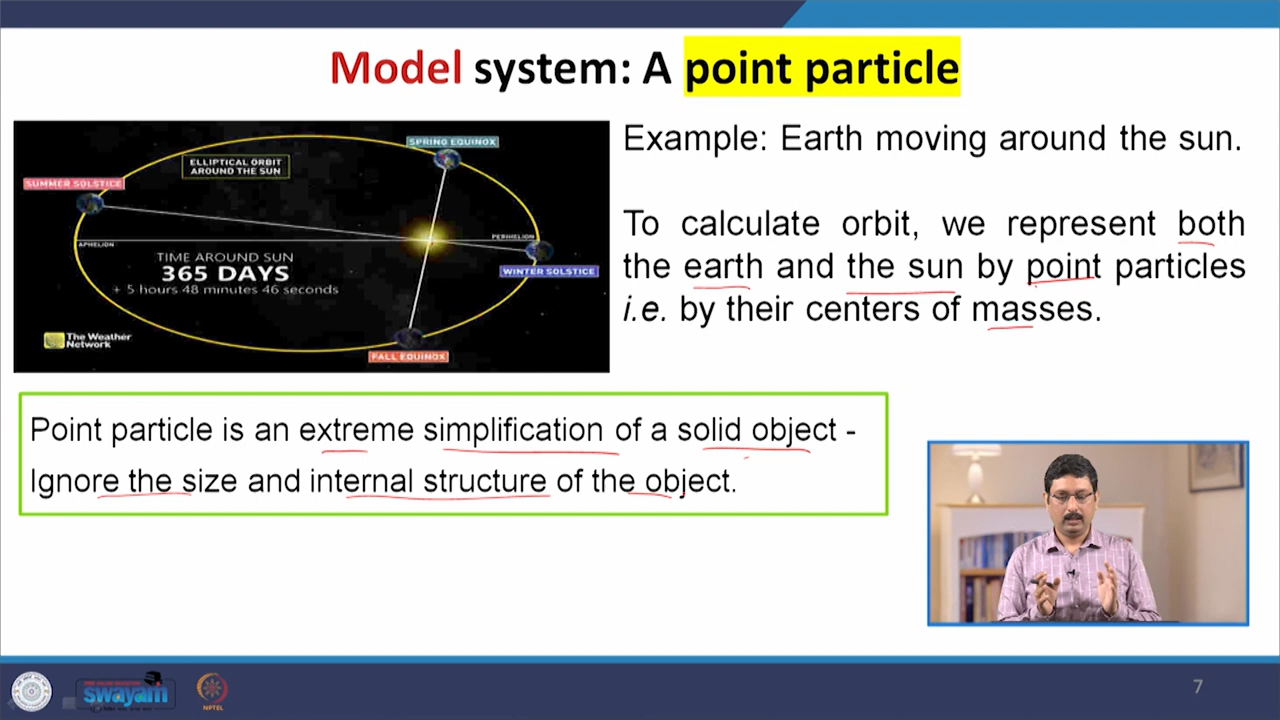 Model system: A point particle
SPRING EQUINOX
ELLIPTICAL ORBIT
AROUND THE SUN
SUMMER SOLSTICE
APHELION
PERIHELION
TIME AROUND SUN
365 DAYS
+ 5 hours 48 minutes 46 seconds
WINTER SOLSTICE
The Weather
Network
FALL EQUINOX
Example: Earth moving around the sun.
To calculate orbit, we represent both
the earth and the sun by point particles
i.e. by their centers of masses.
Point particle is an extreme simplification of a solid object -
Ignore the size and internal structure of the object.
swayam
NPTEL
7